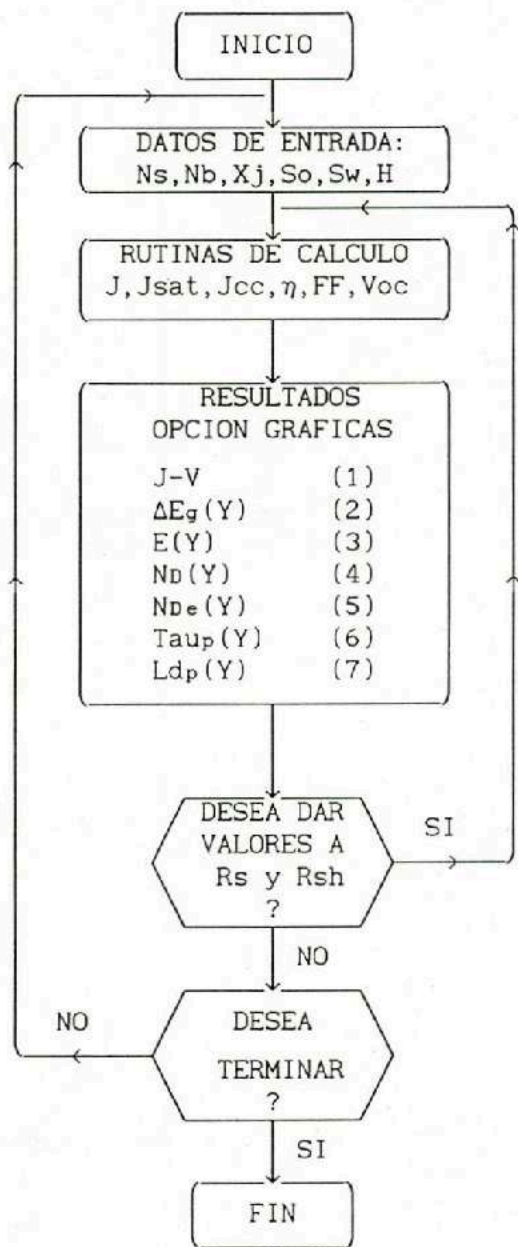 INICIO
DATOS DE ENTRADA:
Ns,Nb,Xj,So,Sw,H
RUTINAS DE CALCULO
J,Jsat,Jcc,η,FF,Voc
RESULTADOS
OPCION GRAFICAS
J-V (1)
ΔEg(Y) (2)
E(Y) (3)
ND(Y) (4)
NDe(Y) (5)
Taup(Y) (6)
Ldp(Y) (7)
DESEA DAR
VALORES A
Rs y Rsh
?
SI
NO
DESEA
TERMINAR
?
NO
SI
FIN